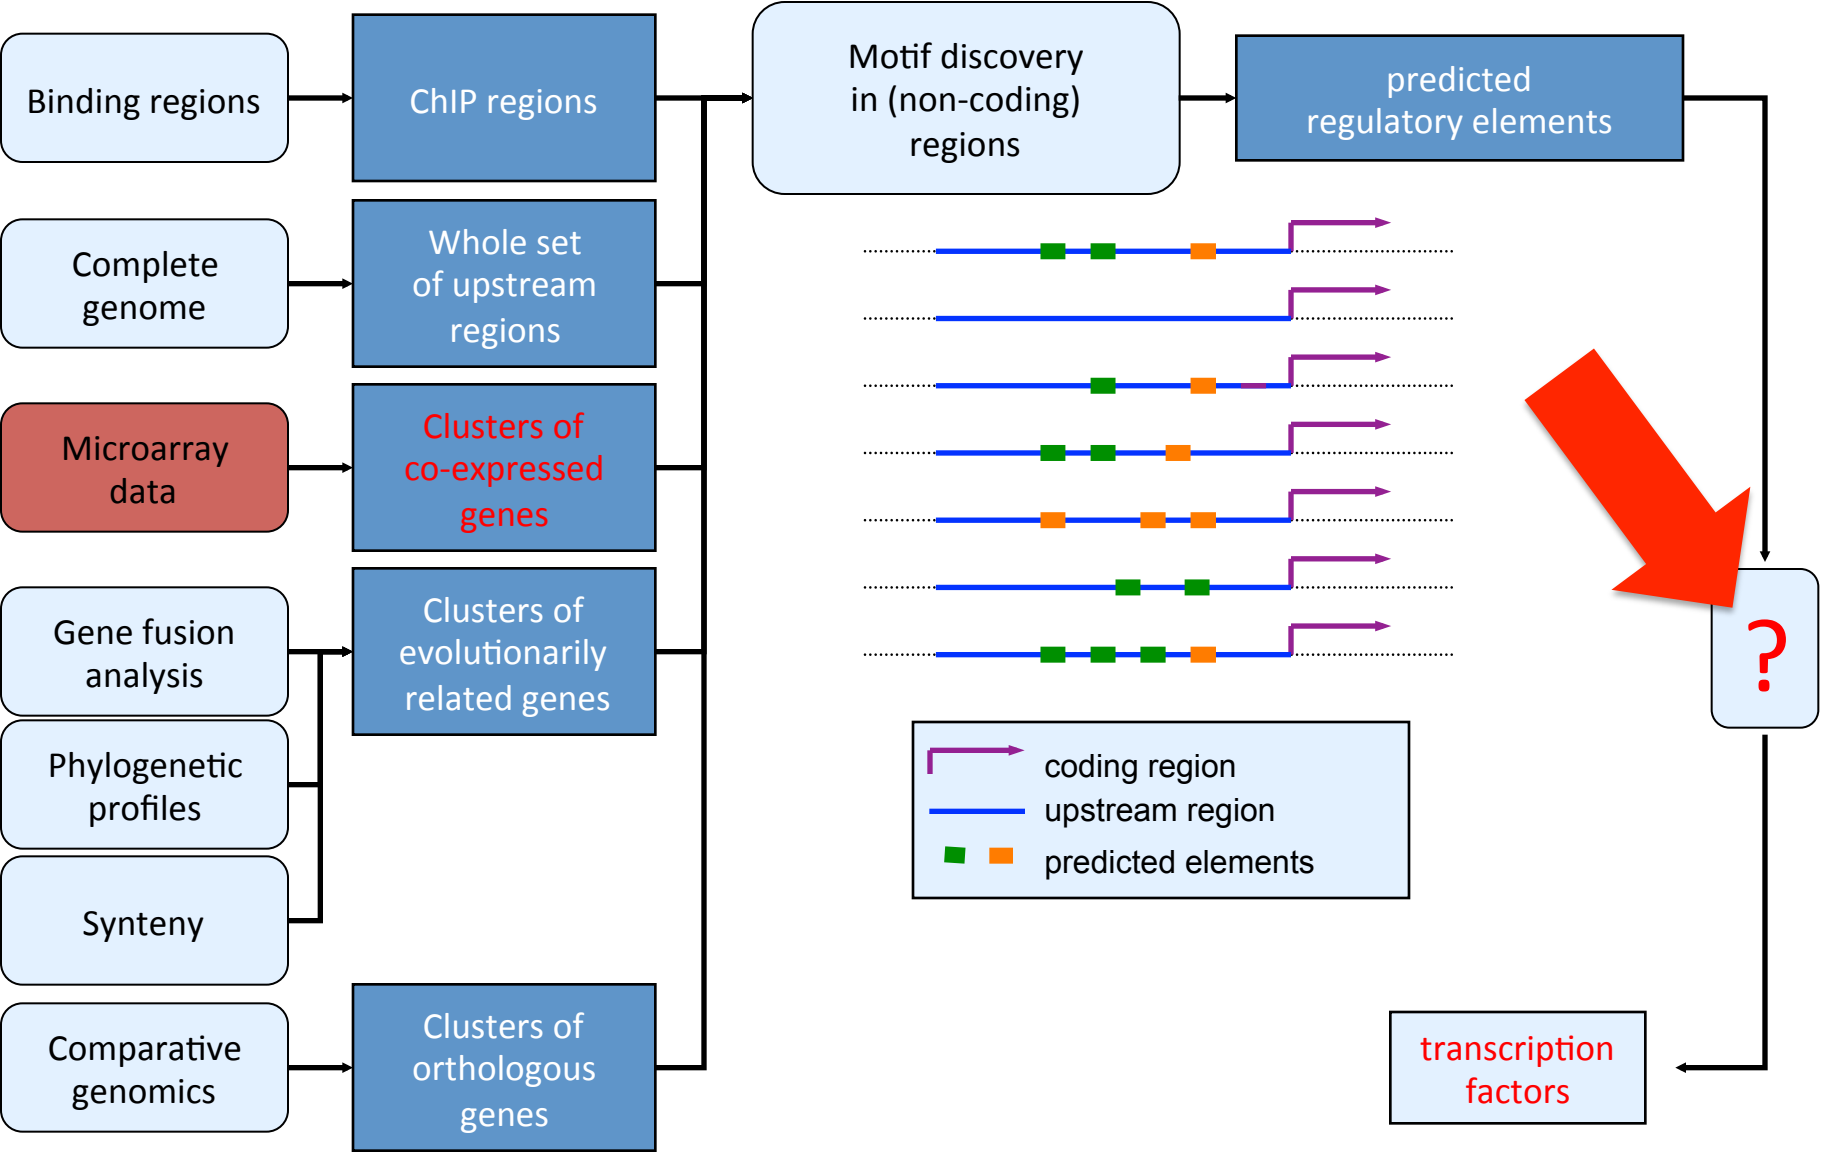 Binding regions
ChIP regions
Motif discovery
in (non-coding)
regions
predicted
regulatory elements
Complete
genome
Whole set
of upstream
regions
Microarray
data
Clusters of
co-expressed
genes
Gene fusion
analysis
Clusters of
evolutionarily
related genes
Phylogenetic
profiles
Synteny
Comparative
genomics
Clusters of
orthologous
genes
coding region
upstream region
predicted elements
?
transcription
factors